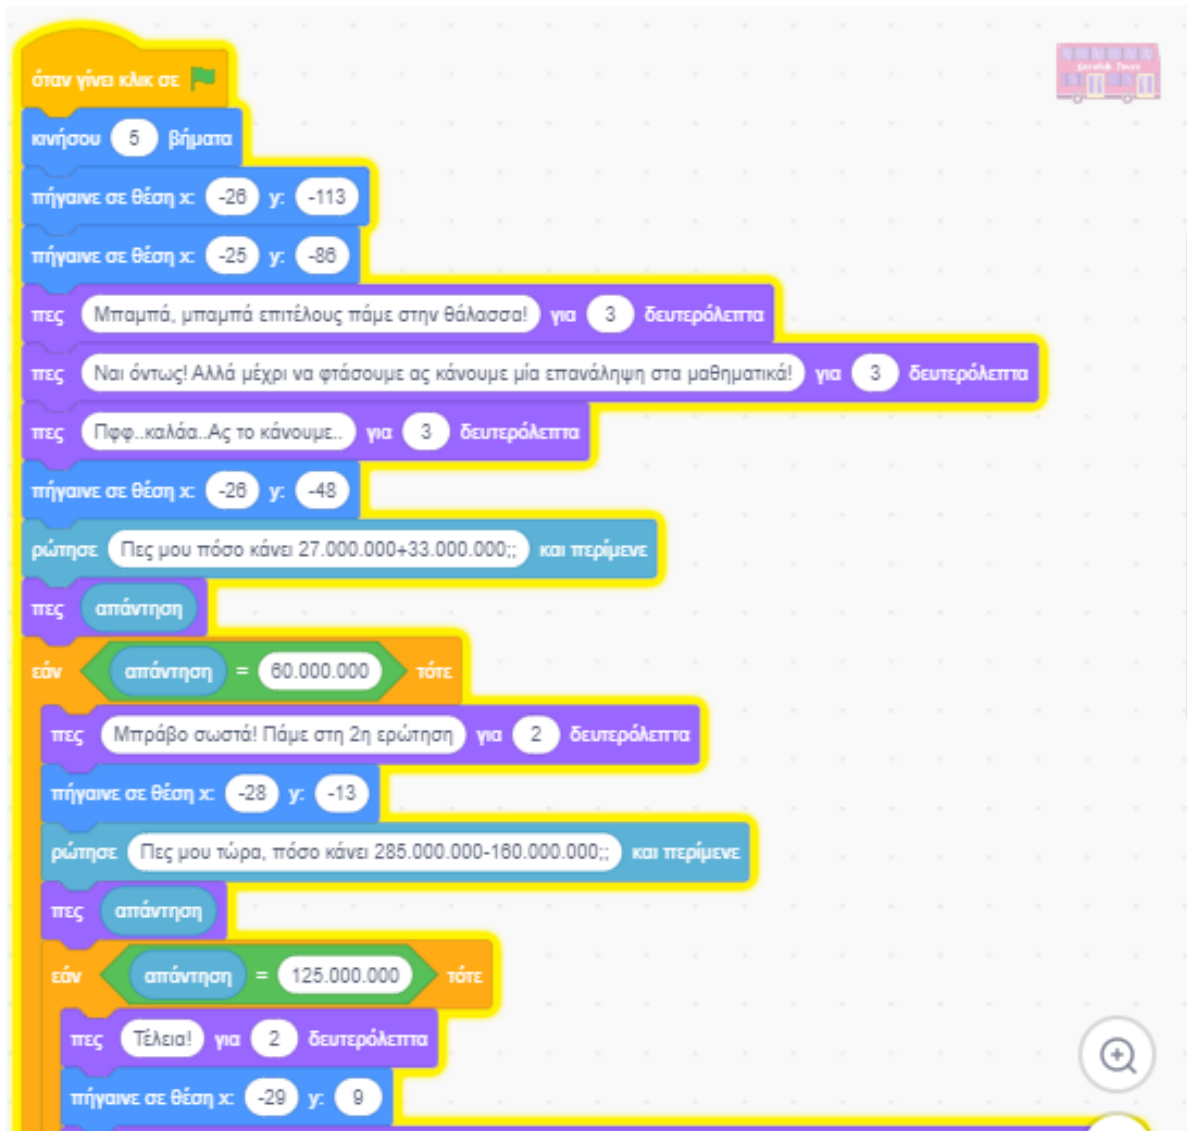 όταν γίνει κλικ σε
Scratch Tours
κινήσου 5 βήματα
πήγαινε σε θέση x: -26 y: -113
πήγαινε σε θέση x: -25 y: -86
πες Μπαμπά, μπαμπά επιτέλους πάμε στην θάλασσα! για 3 δευτερόλεπτα
πες Ναι όντως! Αλλά μέχρι να φτάσουμε ας κάνουμε μία επανάληψη στα μαθηματικά! για 3 δευτερόλεπτα
πες Πφφ..καλάα..Ας το κάνουμε.. για 3 δευτερόλεπτα
πήγαινε σε θέση x: -26 y: -48
ρώτησε Πες μου πόσο κάνει 27.000.000+33.000.000;; και περίμενε
πες απάντηση
εάν απάντηση = 60.000.000 τότε
πες Μπράβο σωστά! Πάμε στη 2η ερώτηση για 2 δευτερόλεπτα
πήγαινε σε θέση x: -28 y: -13
ρώτησε Πες μου τώρα, πόσο κάνει 285.000.000-160.000.000;; και περίμενε
πες απάντηση
εάν απάντηση = 125.000.000 τότε
πες Τέλεια! για 2 δευτερόλεπτα
πήγαινε σε θέση x: -29 y: 9